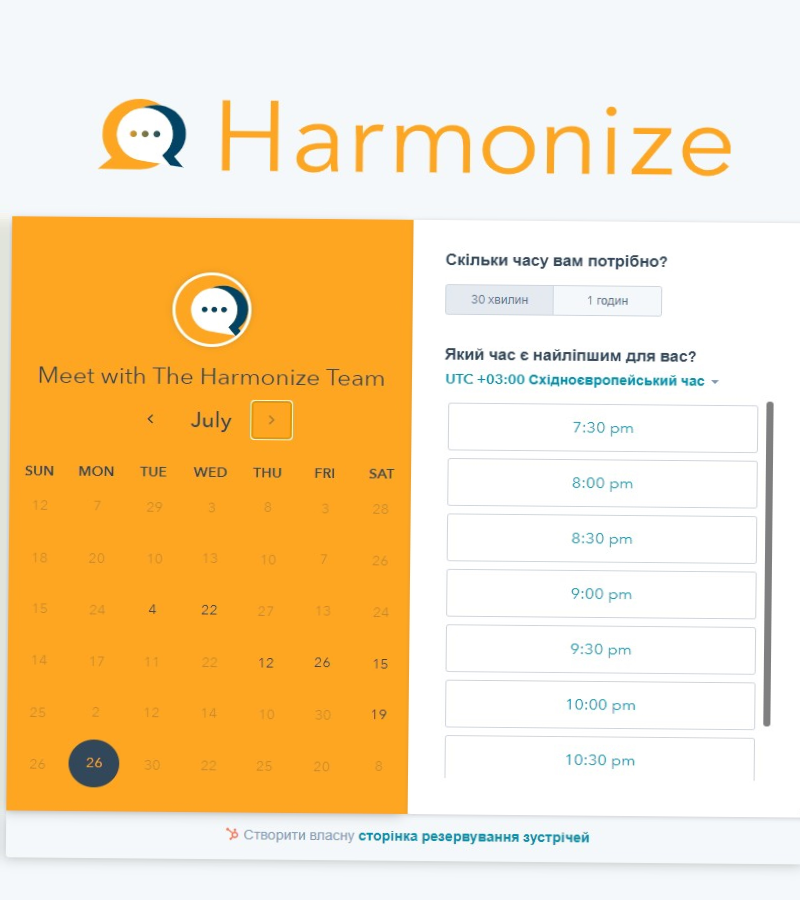 Harmonize
Meet with The Harmonize Team
July
SUN MON TUE WED THU FRI SAT
12 7 29 3 8 3 28
18 20 10 13 10 7 26
15 24 4 22 27 13 24
14 17 11 22 12 26 15
25 2 12 14 10 30 19
26 26 30 22 25 20 8
Скільки часу вам потрібно?
30 хвилин 1 годин
Який час є найліпшим для вас?
UTC +03:00 Східноєвропейський час
7:30 pm
8:00 pm
8:30 pm
9:00 pm
9:30 pm
10:00 pm
10:30 pm
Створити власну сторінка резервування зустрічей